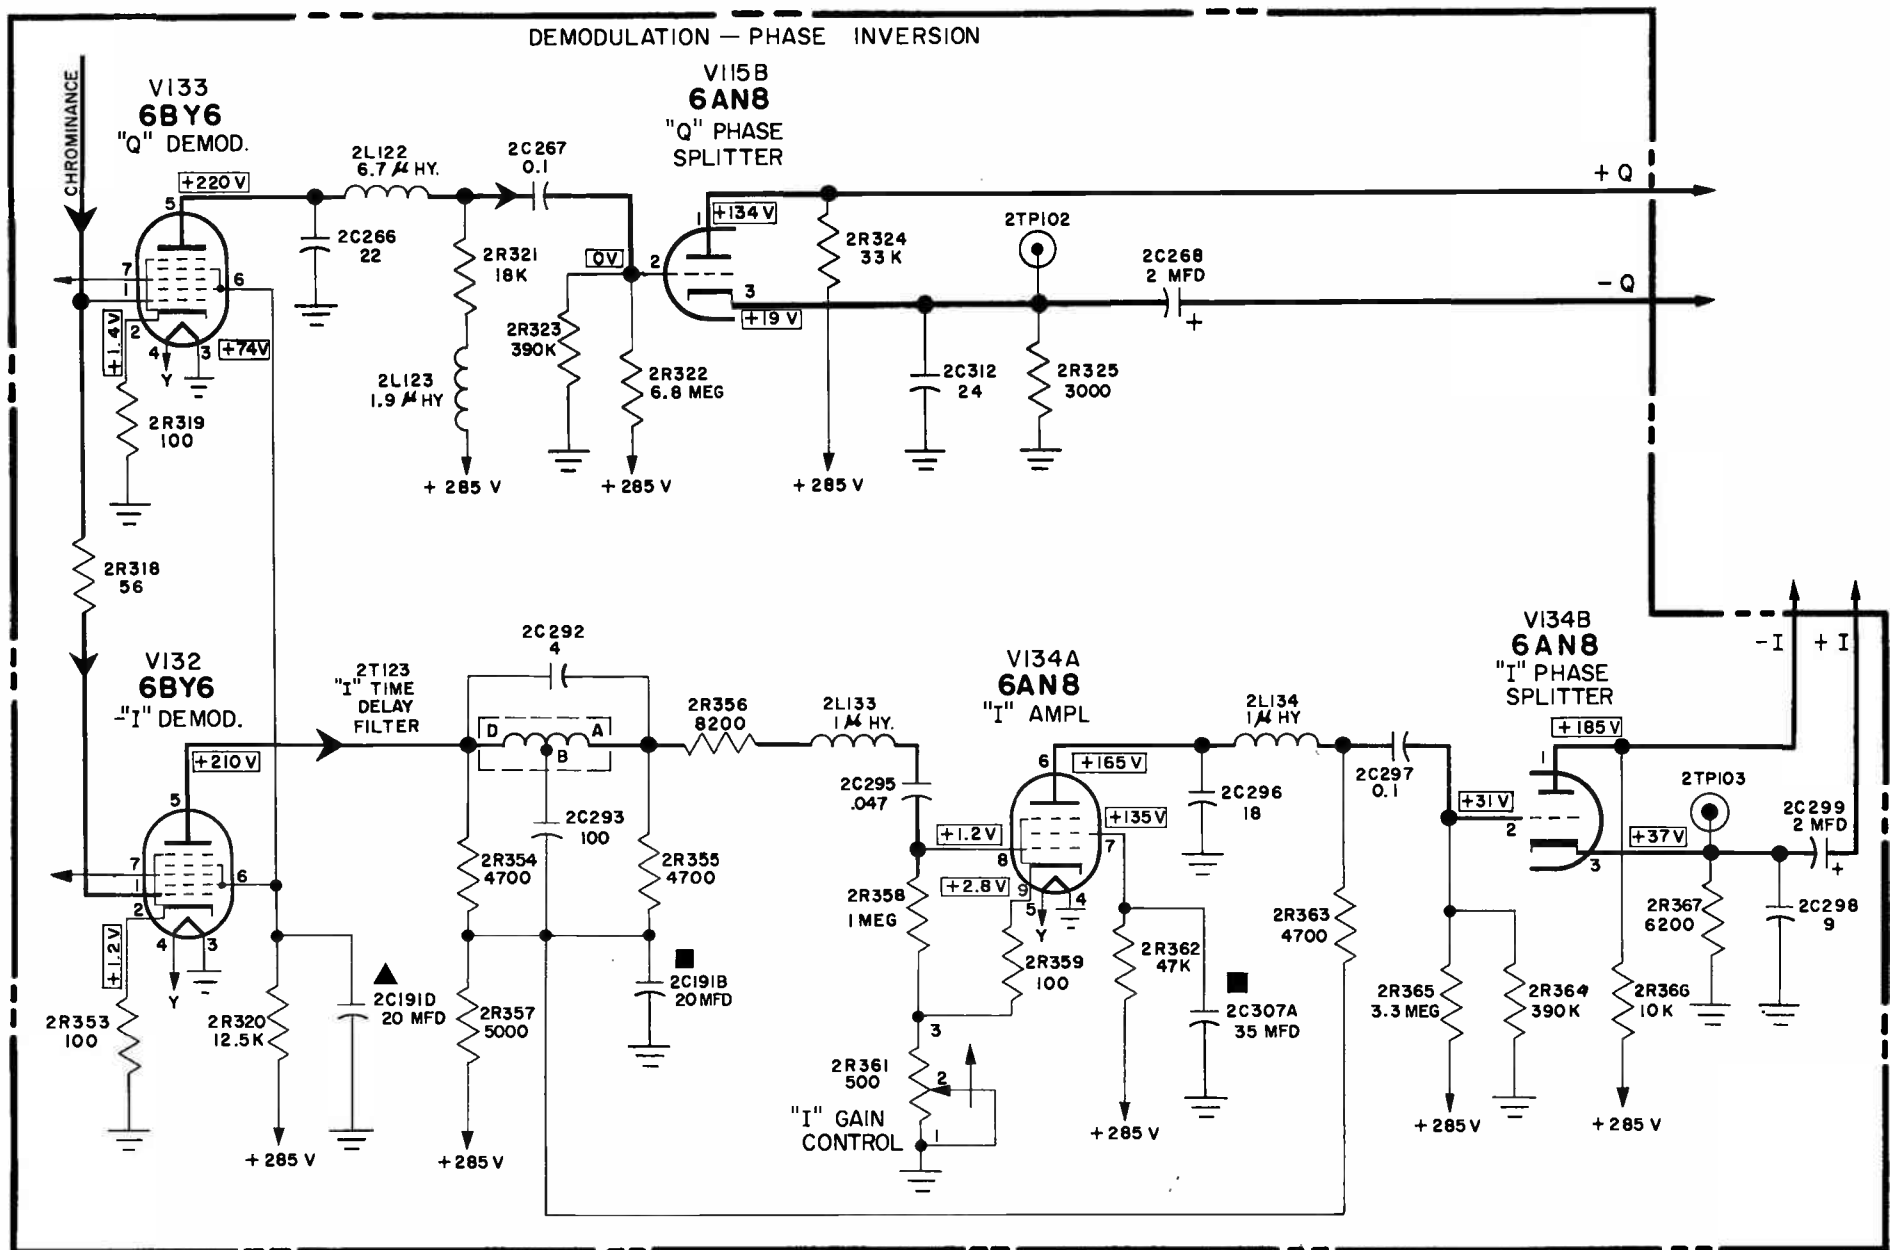 DEMODULATION — PHASE INVERSION
CHROMINANCE
V133
6BY6
"Q" DEMOD.
+220 V
5
7
1
6
2
4
3
Y
+1.4V
+74V
2R319
100
2C266
22
2L122
6.7 μ HY.
2R321
18K
2L123
1.9 μ HY
+ 285 V
2C267
0.1
0V
2R323
390K
2R322
6.8 MEG
+285 V
V115B
6AN8
"Q" PHASE
SPLITTER
1
+134V
2
3
+19 V
2R324
33 K
+285 V
2TP102
2C312
24
2R325
3000
2C268
2 MFD
+
+ Q
- Q
2R318
56
V132
6BY6
-"I" DEMOD.
+210 V
5
7
1
6
2
4
3
Y
+1.2V
2R353
100
2R320
12.5K
+285 V
2C191D
20 MFD
2T123
"I" TIME
DELAY
FILTER
2C292
4
D
A
B
2C293
100
2R354
4700
2R355
4700
2R357
5000
+285 V
2C191B
20 MFD
2R356
8200
2L133
1 μ HY.
2C295
.047
V134A
6AN8
"I" AMPL
6
+165 V
+135V
7
+1.2 V
8
+2.8 V
9
5
4
Y
2R358
1 MEG
2R359
100
3
2R361
500
2
1
"I" GAIN
CONTROL
2R362
47K
+285 V
2C307A
35 MFD
2C296
18
2L134
1 μ HY
2R363
4700
2C297
0.1
+31 V
V134B
6AN8
"I" PHASE
SPLITTER
+185V
1
2
3
+37 V
2TP103
2C299
2 MFD
+
-I
+ I
2R365
3.3 MEG
2R364
390K
2R366
10K
2R367
6200
2C298
9
+285 V
+285 V